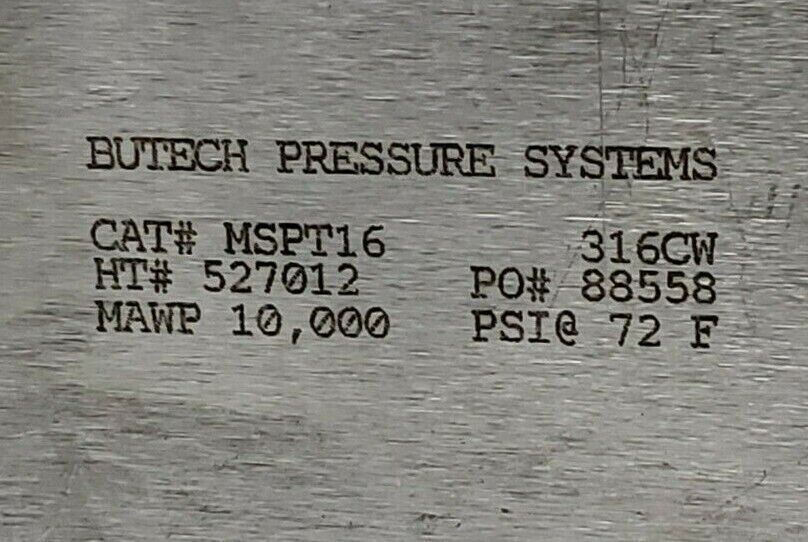 BUTECH PRESSURE SYSTEMS
CAT# MSPT16 316CW
HT# 527012 PO# 88558
MAWP 10,000 PSI@ 72 F